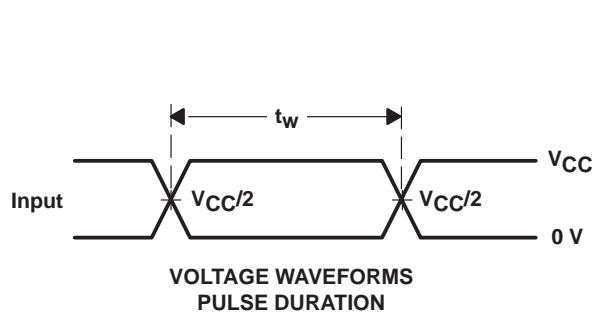 tw
VCC
Input
VCC/2
VCC/2
0 V
VOLTAGE WAVEFORMS
PULSE DURATION